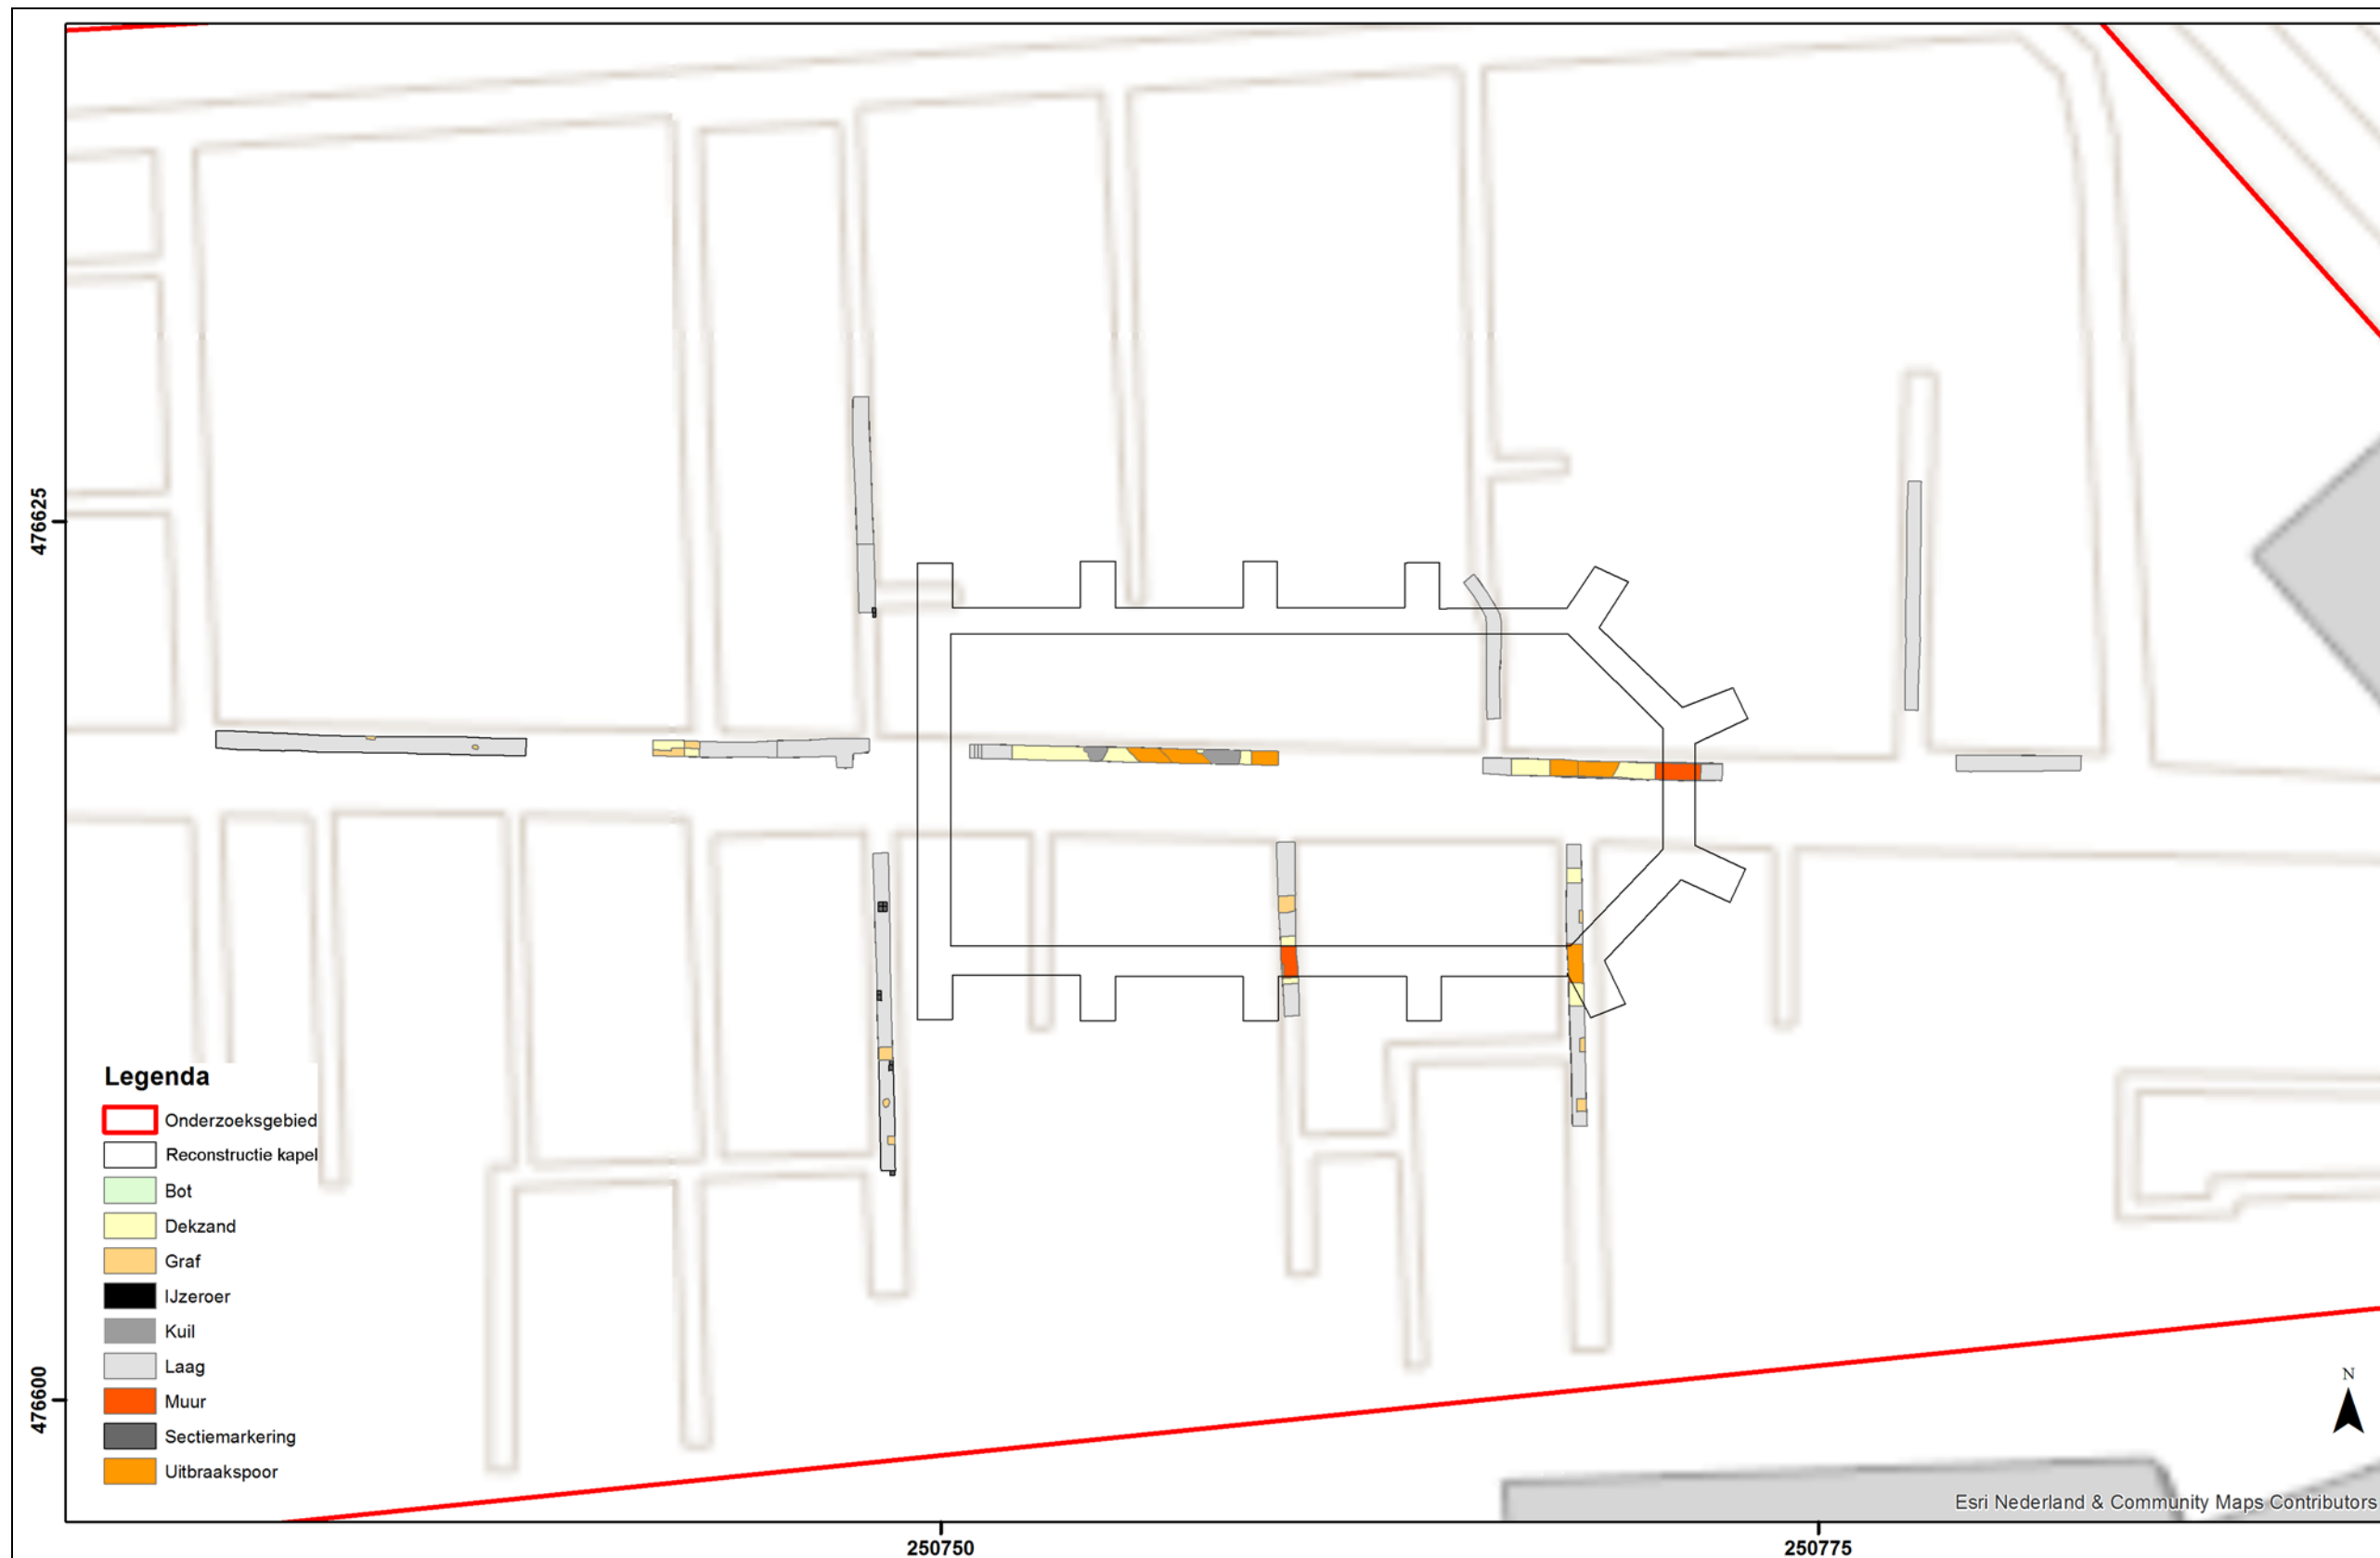 476625
476600
Legenda
Onderzoeksgebied
Reconstructie kapel
Bot
Dekzand
Graf
IJzeroer
Kuil
Laag
Muur
Sectiemarkering
Uitbraakspoor
N
Esri Nederland & Community Maps Contributors
250750
250775